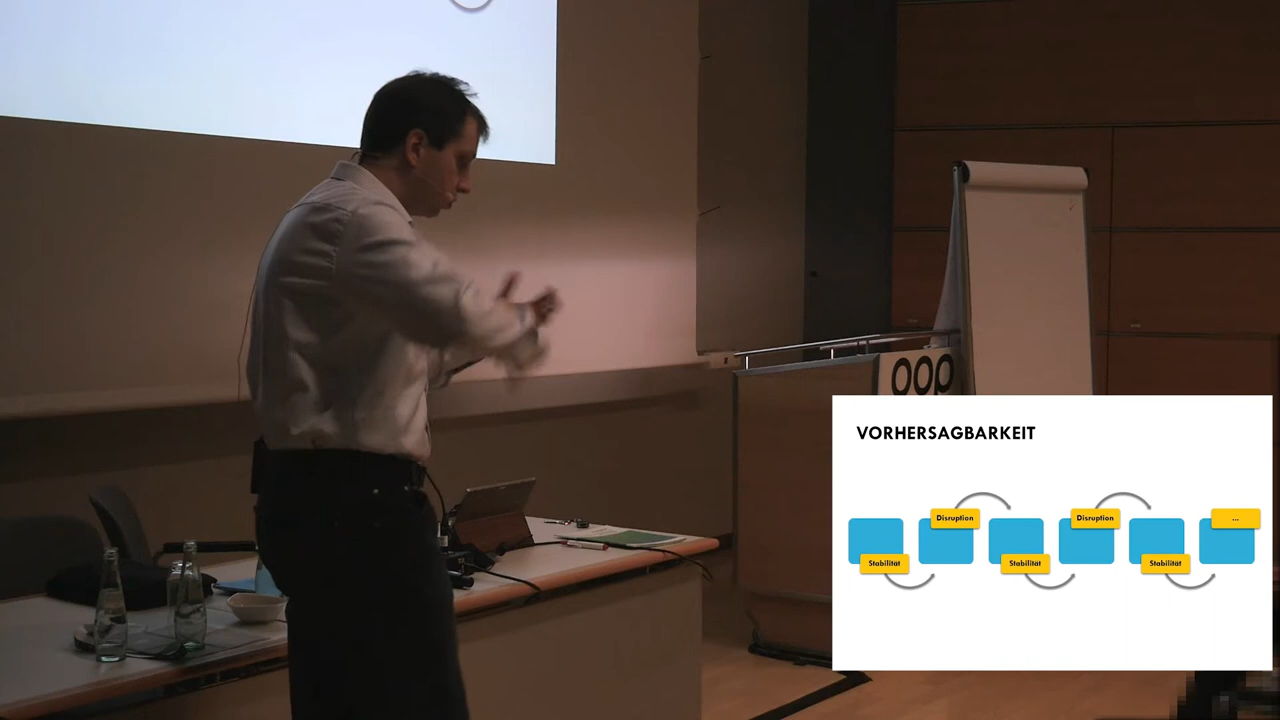 oop
VORHERSAGBARKEIT
Disruption
Disruption
...
Stabilität
Stabilität
Stabilität